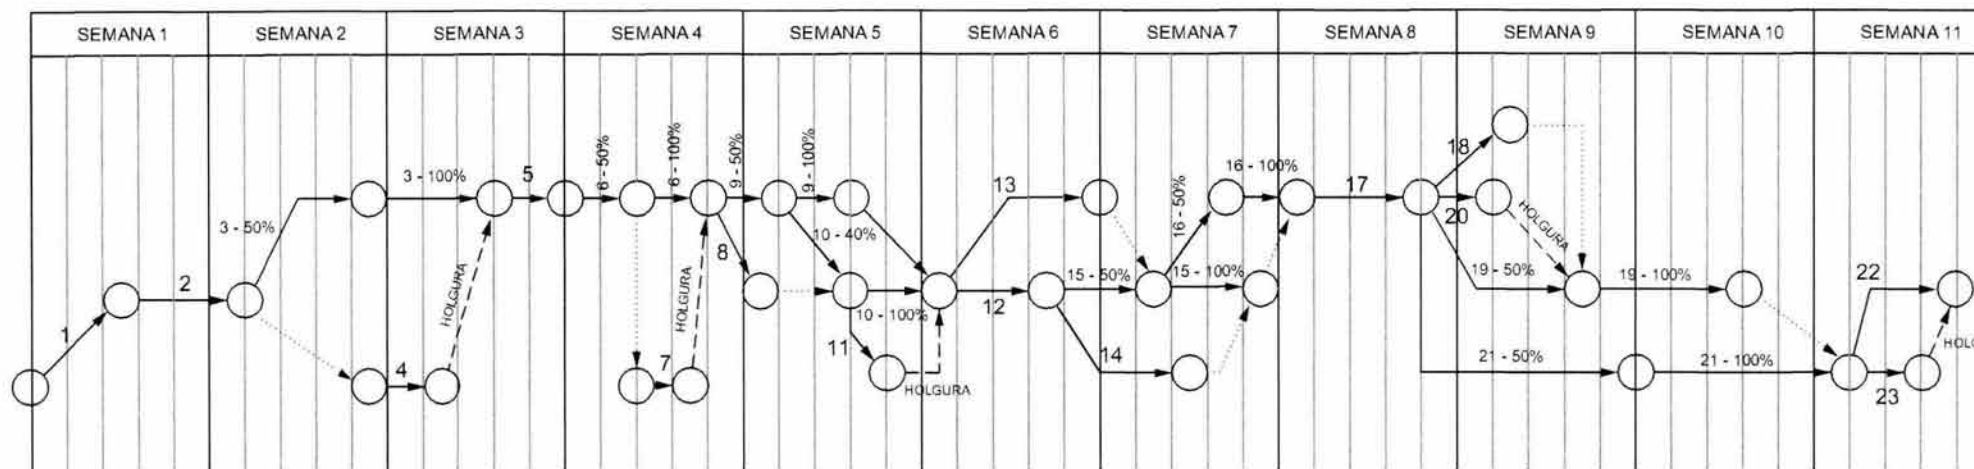 SEMANA 1
SEMANA 2
SEMANA 3
SEMANA 4
SEMANA 5
SEMANA 6
SEMANA 7
SEMANA 8
SEMANA 9
SEMANA 10
SEMANA 11
1
2
3 - 50%
3 - 100%
4
HOLGURA
5
6 - 50%
6 - 100%
7
HOLGURA
8
9 - 50%
9 - 100%
10 - 40%
10 - 100%
11
HOLGURA
12
13
14
15 - 50%
15 - 100%
16 - 50%
16 - 100%
17
18
20
HOLGURA
19 - 50%
19 - 100%
21 - 50%
21 - 100%
22
23
HOLG